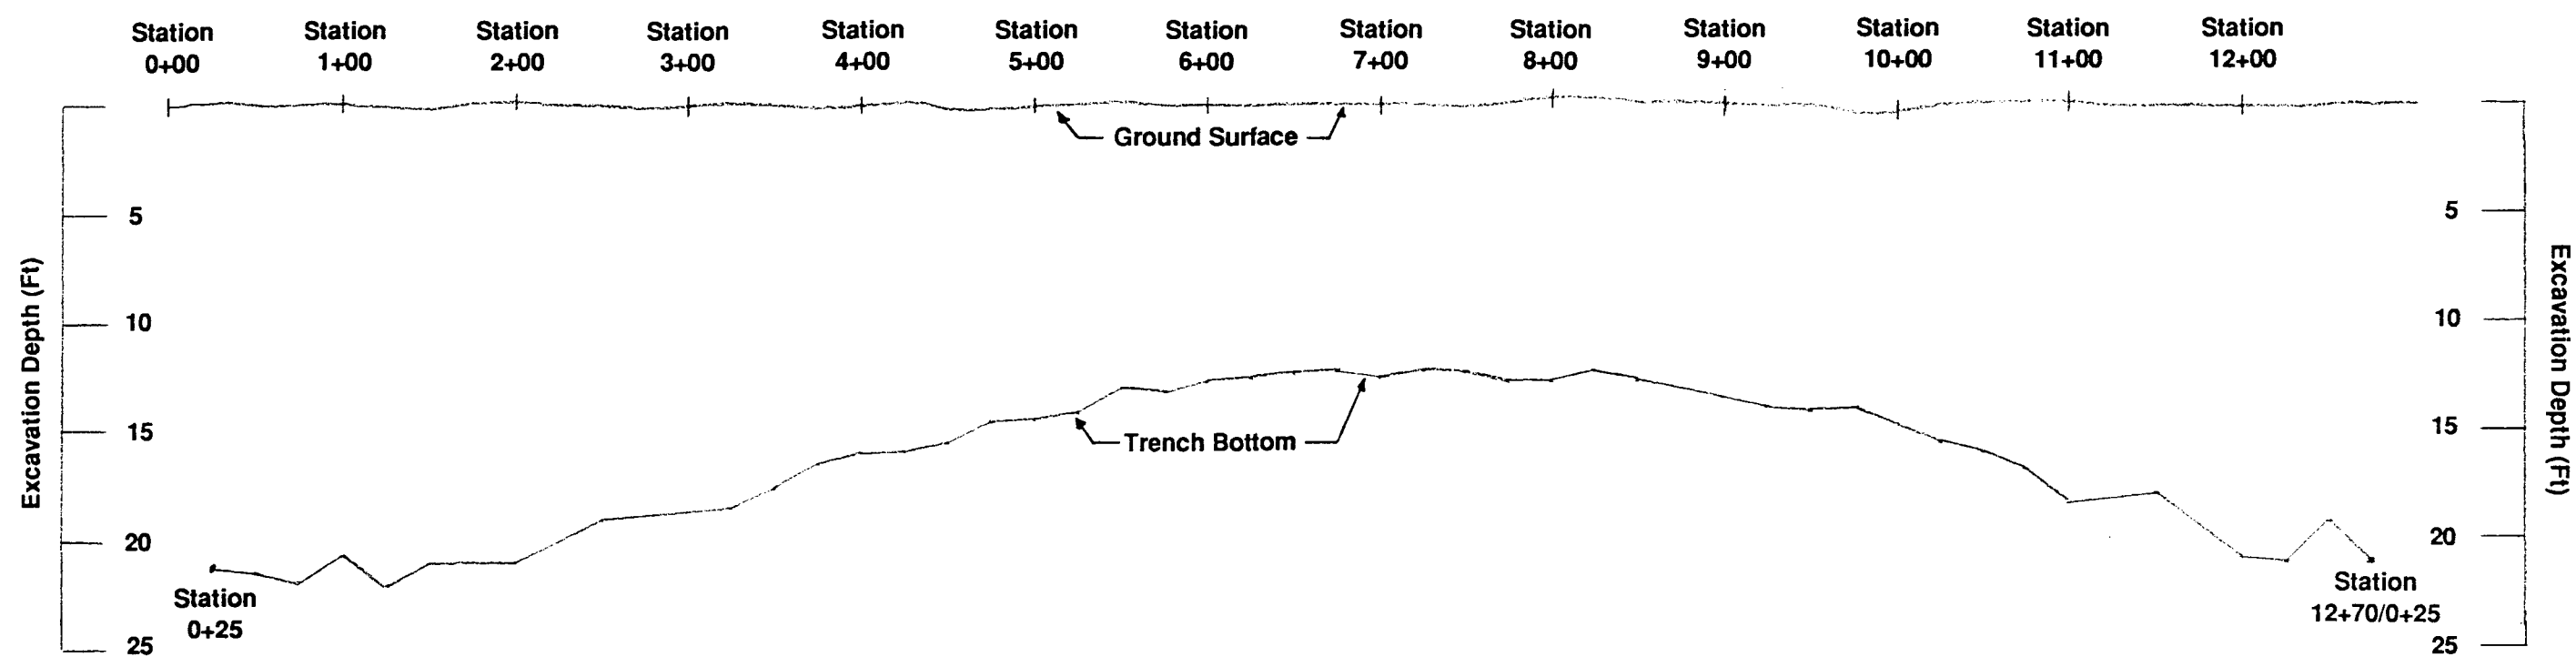 Station Station Station Station Station Station Station Station Station Station Station Station Station
0+00 1+00 2+00 3+00 4+00 5+00 6+00 7+00 8+00 9+00 10+00 11+00 12+00
Ground Surface
5 5
10 10
Excavation Depth (Ft)
Excavation Depth (Ft)
15 15
Trench Bottom
20 20
Station
0+25
Station
12+70/0+25
25 25